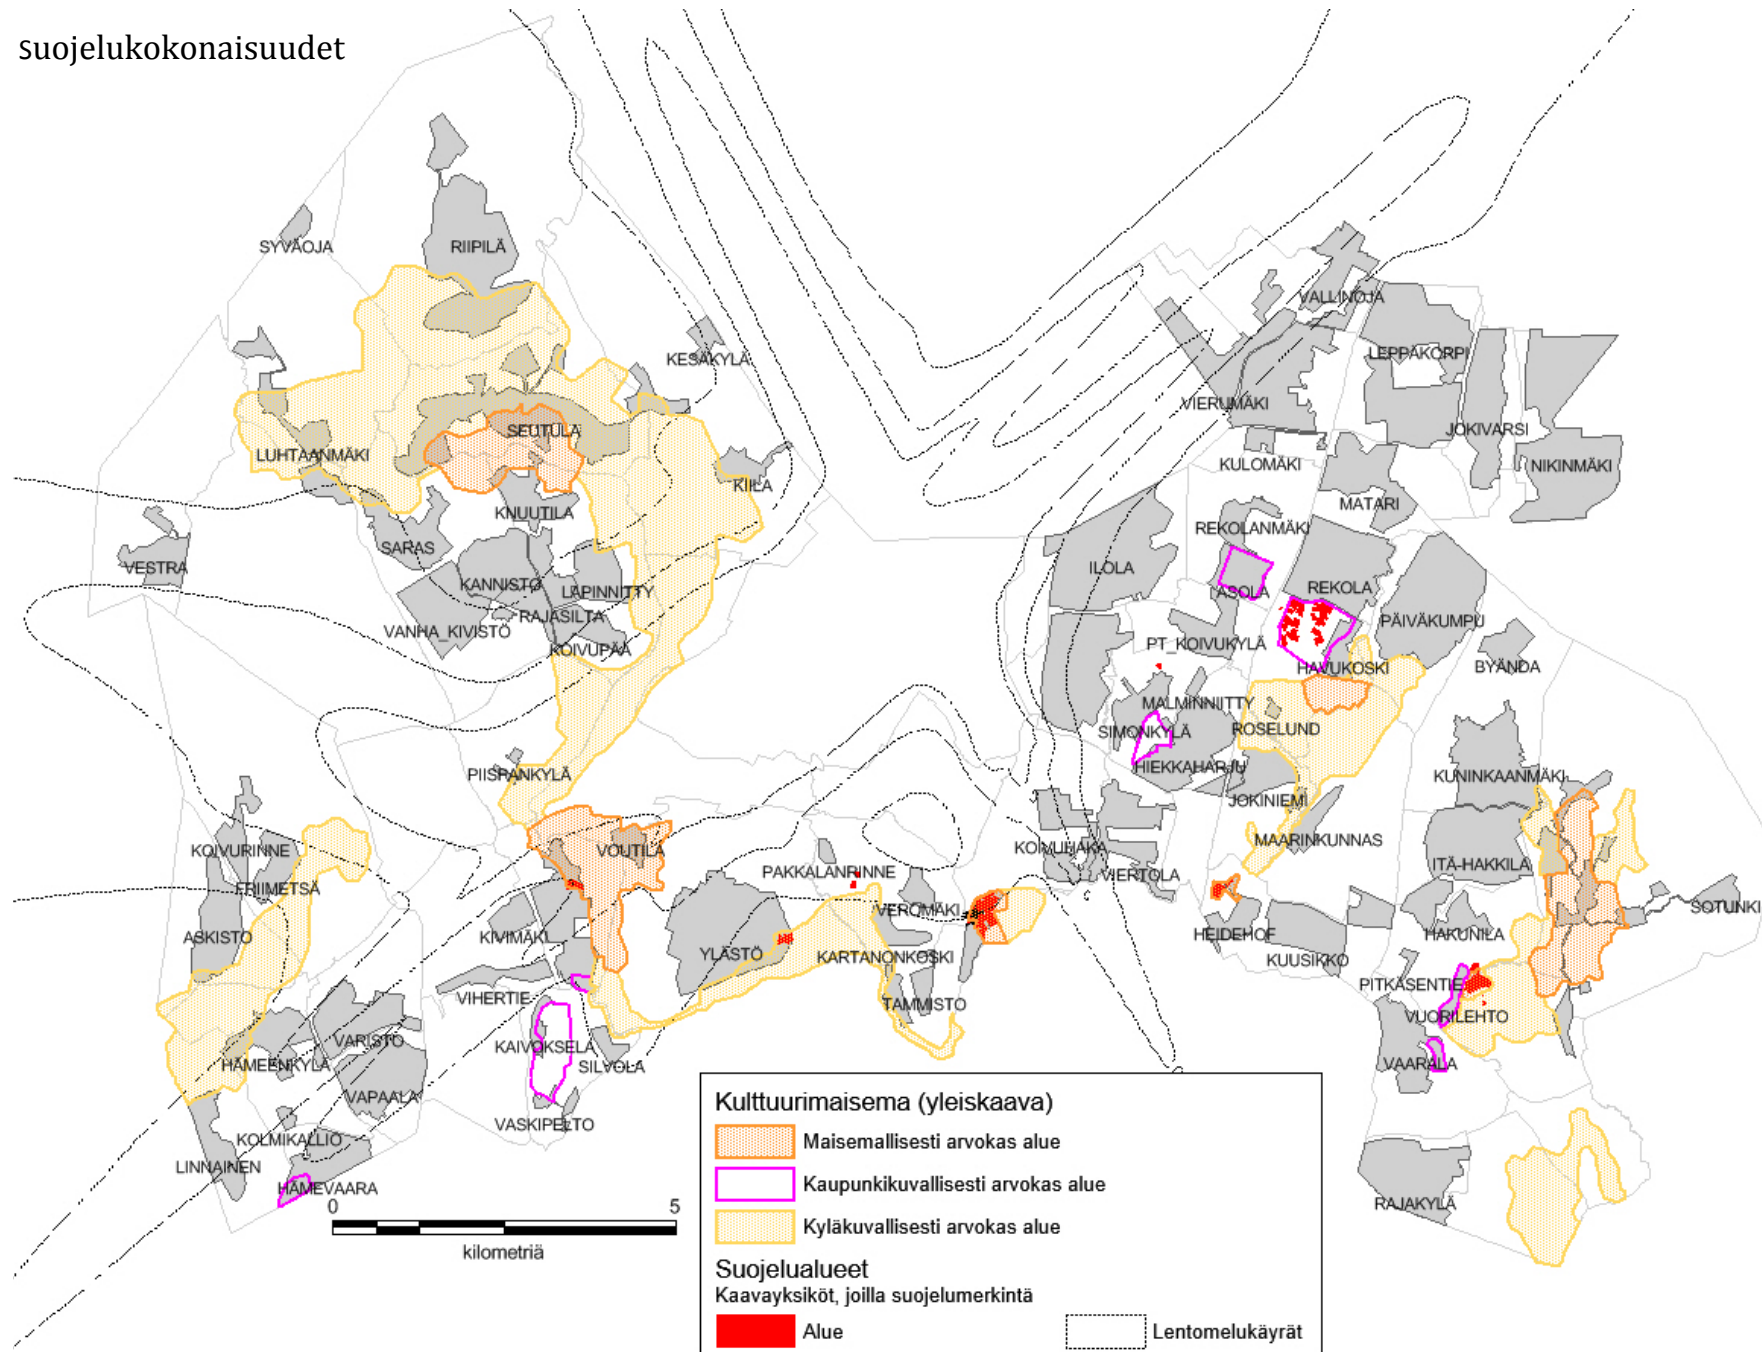 suojelukokonaisuudet
SYVÄOJA
RIIPILÄ
VALLINOJA
KESÄKYLÄ
LEPPÄKORPI
VIERUMÄKI
JOKIVARSI
SEUTULA
LUHTAANMÄKI
KULOMÄKI
NIKINMÄKI
KIILA
MATARI
KNUUTILA
REKOLANMÄKI
SARAS
VESTRA
ILOLA
KANNISTO
LAPINNITTY
ASOLA
REKOLA
RAJASILTA
PÄIVÄKUMPU
VANHA_KIVISTÖ
KOIVUPÄÄ
PT_KOIVUKYLÄ
HAVUKOSKI
BYÄNDA
MALMINNIITTY
SIMONKYLÄ
ROSELUND
HIEKKAHARJU
PIISPANKYLÄ
KUNINKAANMÄKI
JOKINIEMI
MAARINKUNNAS
KOIVURINNE
VOUTILA
KOIVUHAKA
ITÄ-HAKKILA
PAKKALANRINNE
VIERTOLA
FRIIMETSÄ
VEROMÄKI
SOTUNKI
ASKISTO
KIVIMÄKI
HEIDEHOF
HAKUNILA
YLÄSTÖ
KARTANONKOSKI
KUUSIKKO
PITKÄSENTIE
VIHERTIE
TAMMISTO
VUORILEHTO
VARISTO
KAIVOKSELA
HÄMEENKYLÄ
SILVOLA
VAARALA
VAPAALA
VASKIPELTO
KOLMIKALLIO
LINNAINEN
HÄMEVAARA
RAJAKYLÄ
0 5
kilometriä
Kulttuurimaisema (yleiskaava)
Maisemallisesti arvokas alue
Kaupunkikuvallisesti arvokas alue
Kyläkuvallisesti arvokas alue
Suojelualueet
Kaavayksiköt, joilla suojelumerkintä
Alue
Lentomelukäyrät